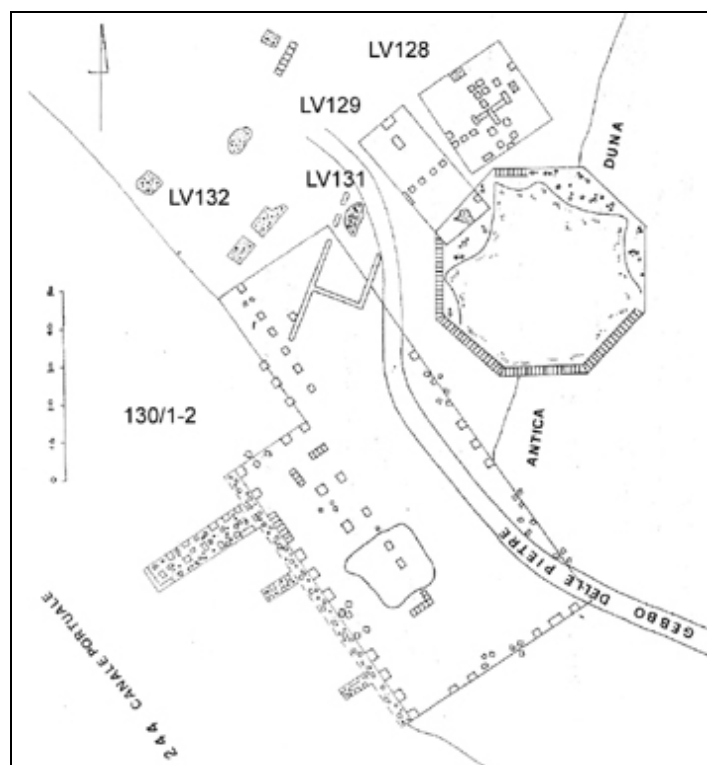 LV128
LV129
LV131
LV132
DUNA
ANTICA
130/1-2
GEBBO DELLE PIETRE
244 CANALE PORTUALE